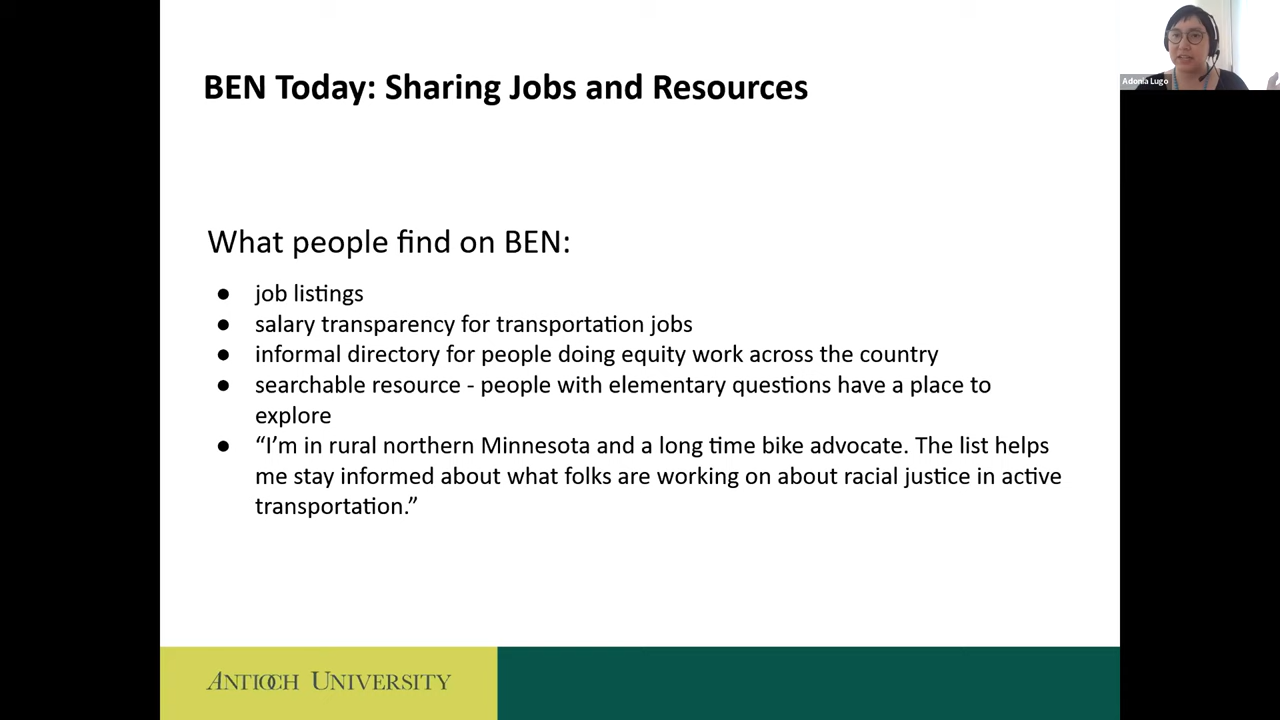 BEN Today: Sharing Jobs and Resources
Adonia Lugo
What people find on BEN:
● job listings
● salary transparency for transportation jobs
● informal directory for people doing equity work across the country
● searchable resource - people with elementary questions have a place to
explore
● “I’m in rural northern Minnesota and a long time bike advocate. The list helps
me stay informed about what folks are working on about racial justice in active
transportation.”
ANTIOCH UNIVERSITY